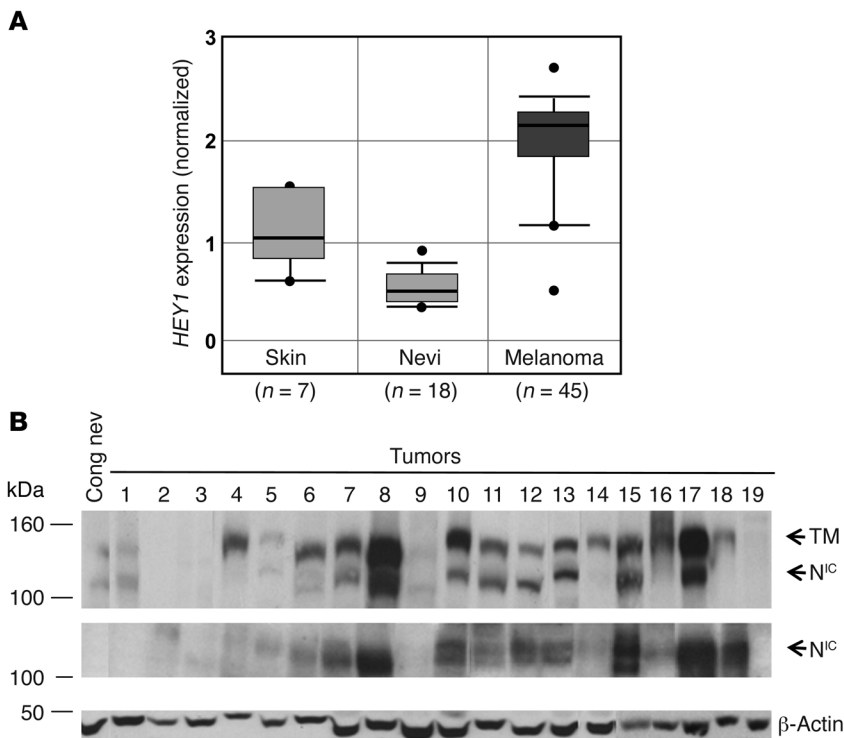 A
HEY1 expression (normalized)
3
2
1
0
Skin Nevi Melanoma
(n = 7) (n = 18) (n = 45)
B
Cong nev
Tumors
kDa
1 2 3 4 5 6 7 8 9 10 11 12 13 14 15 16 17 18 19
160
TM
N^IC
100
N^IC
100
50
β-Actin